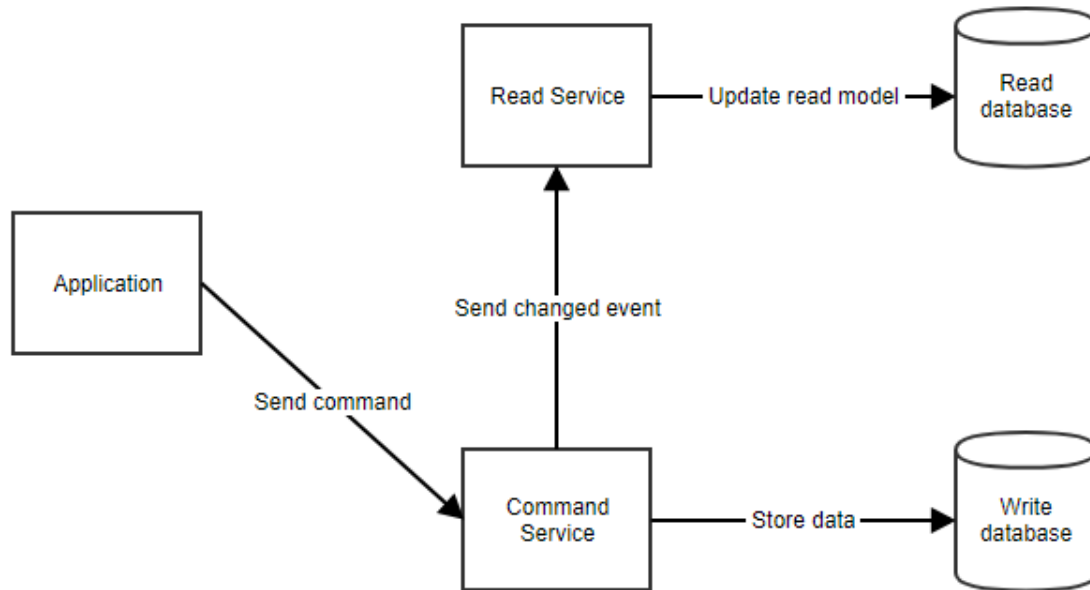 Read Service
Update read model
Read
database
Application
Send changed event
Send command
Command
Service
Store data
Write
database